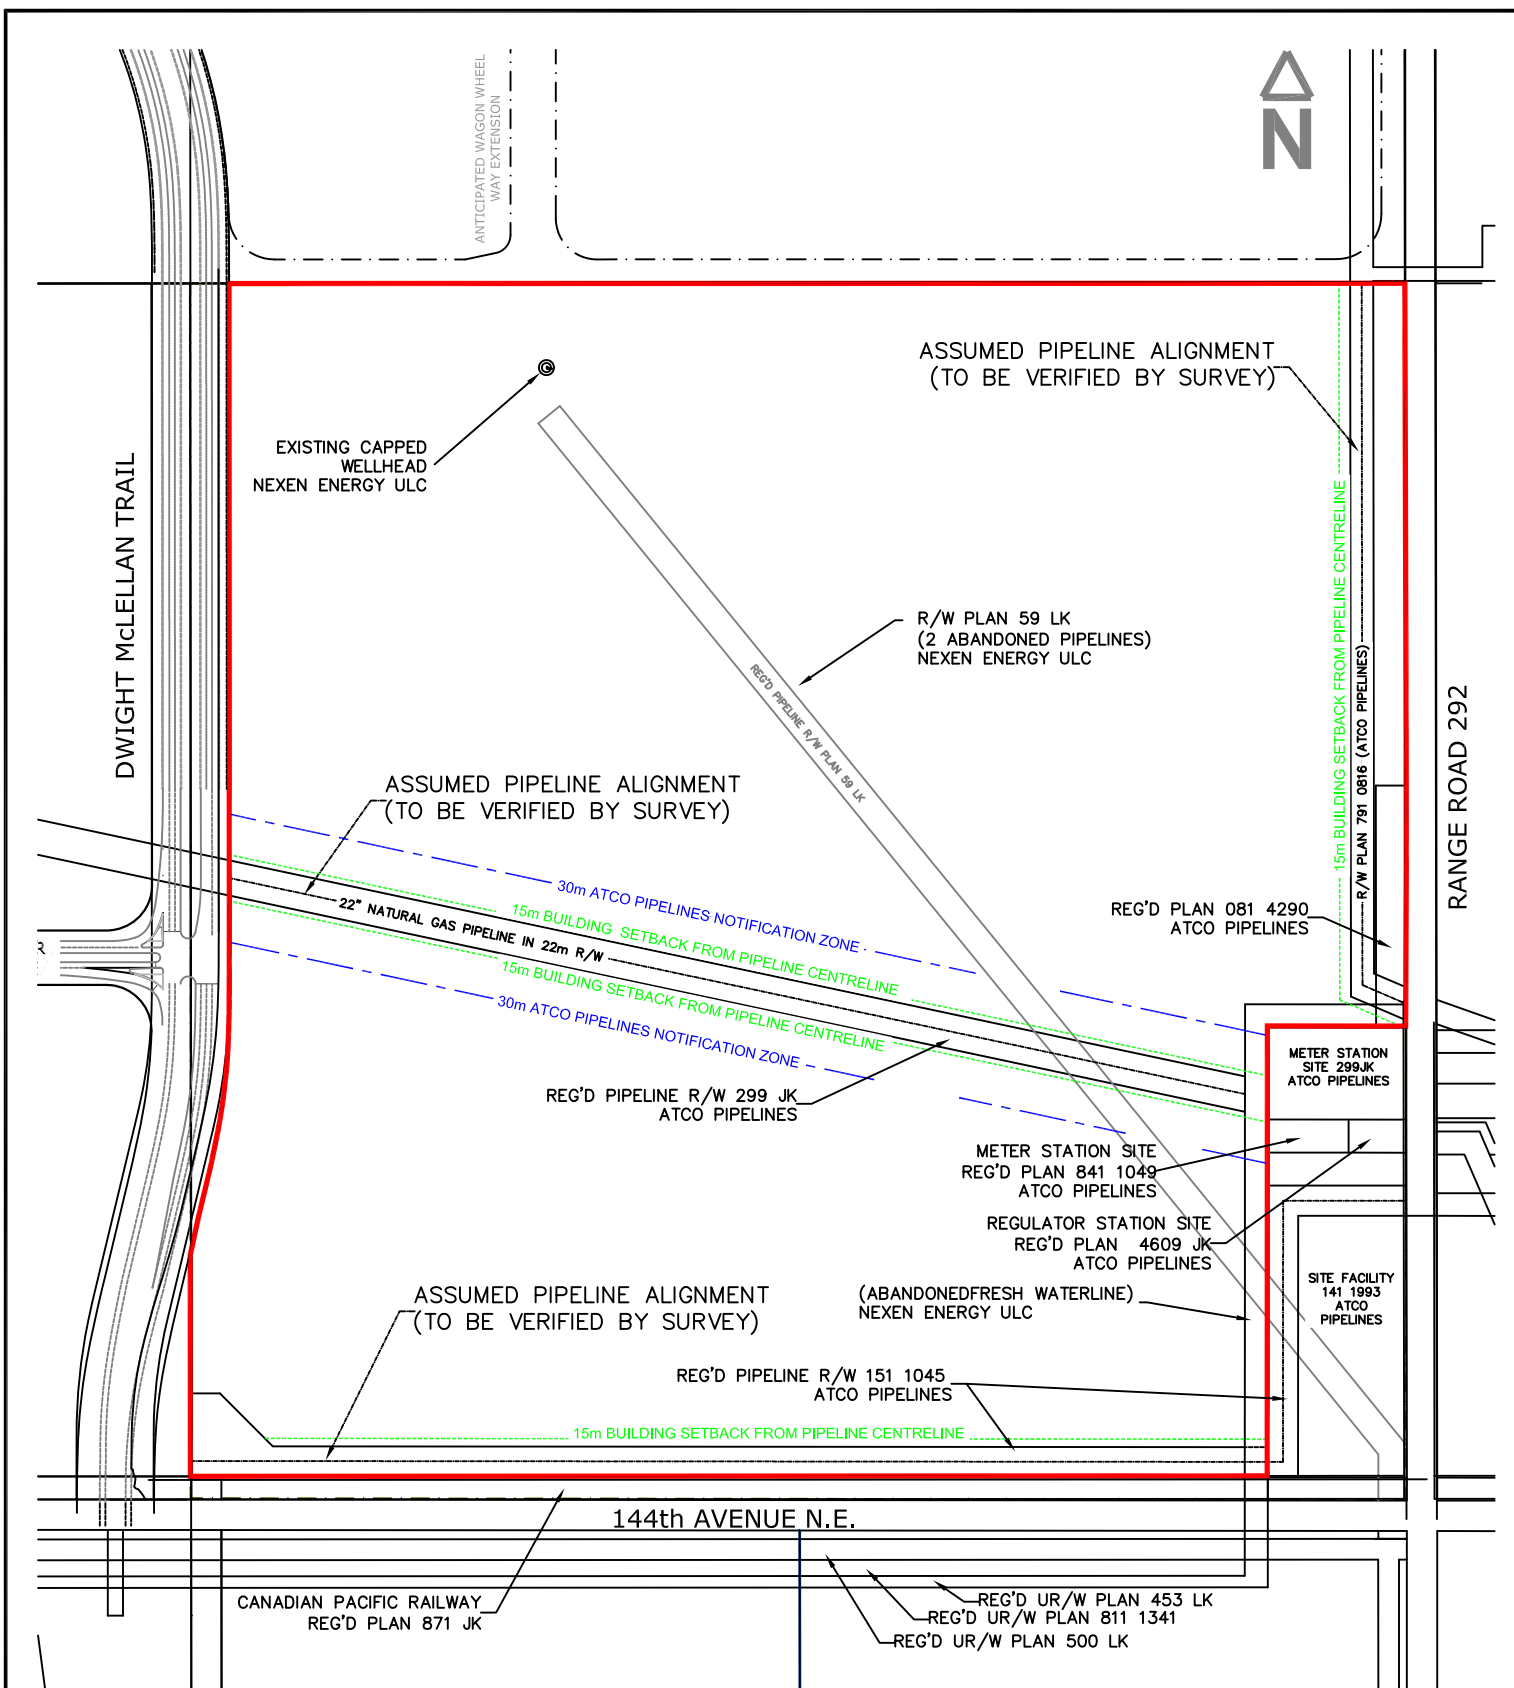 ANTICIPATED WAGON WHEEL
WAY EXTENSION
N
ASSUMED PIPELINE ALIGNMENT
(TO BE VERIFIED BY SURVEY)
EXISTING CAPPED
WELLHEAD
NEXEN ENERGY ULC
DWIGHT McLELLAN TRAIL
15m BUILDING SETBACK FROM PIPELINE CENTRELINE
R/W PLAN 791 0816 (ATCO PIPELINES)
RANGE ROAD 292
R/W PLAN 59 LK
(2 ABANDONED PIPELINES)
NEXEN ENERGY ULC
REG'D PIPELINE R/W PLAN 59 LK
ASSUMED PIPELINE ALIGNMENT
(TO BE VERIFIED BY SURVEY)
30m ATCO PIPELINES NOTIFICATION ZONE
15m BUILDING SETBACK FROM PIPELINE CENTRELINE
22" NATURAL GAS PIPELINE IN 22m R/W
15m BUILDING SETBACK FROM PIPELINE CENTRELINE
30m ATCO PIPELINES NOTIFICATION ZONE
REG'D PLAN 081 4290
ATCO PIPELINES
R
METER STATION
SITE 299JK
ATCO PIPELINES
REG'D PIPELINE R/W 299 JK
ATCO PIPELINES
METER STATION SITE
REG'D PLAN 841 1049
ATCO PIPELINES
REGULATOR STATION SITE
REG'D PLAN 4609 JK
ATCO PIPELINES
SITE FACILITY
141 1993
ATCO
PIPELINES
(ABANDONEDFRESH WATERLINE)
NEXEN ENERGY ULC
ASSUMED PIPELINE ALIGNMENT
(TO BE VERIFIED BY SURVEY)
REG'D PIPELINE R/W 151 1045
ATCO PIPELINES
15m BUILDING SETBACK FROM PIPELINE CENTRELINE
144th AVENUE N.E.
CANADIAN PACIFIC RAILWAY
REG'D PLAN 871 JK
REG'D UR/W PLAN 453 LK
REG'D UR/W PLAN 811 1341
REG'D UR/W PLAN 500 LK